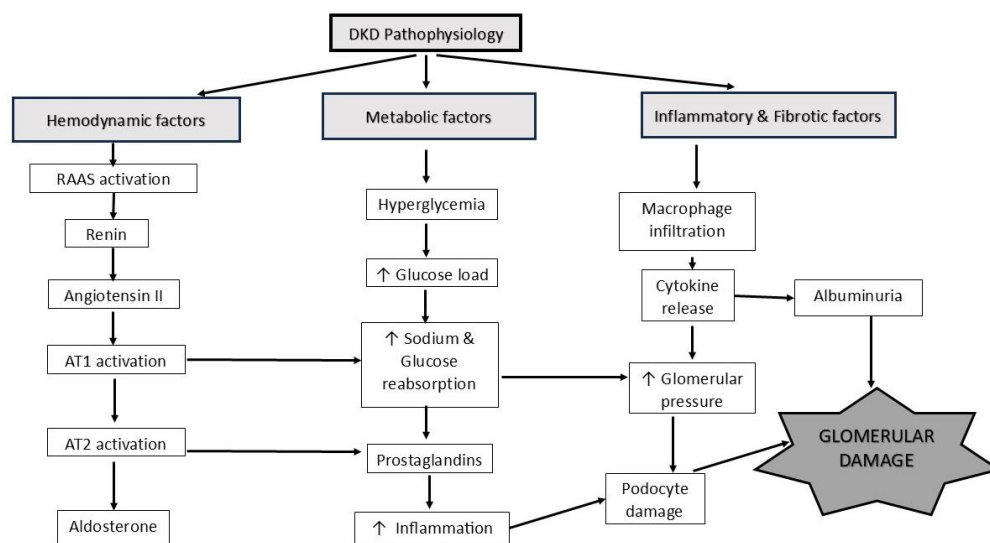 DKD Pathophysiology
Hemodynamic factors
Metabolic factors
Inflammatory & Fibrotic factors
RAAS activation
Renin
Angiotensin II
AT1 activation
AT2 activation
Aldosterone
Hyperglycemia
↑ Glucose load
↑ Sodium &
Glucose
reabsorption
Prostaglandins
↑ Inflammation
Macrophage
infiltration
Cytokine
release
Albuminuria
↑ Glomerular
pressure
Podocyte
damage
GLOMERULAR
DAMAGE